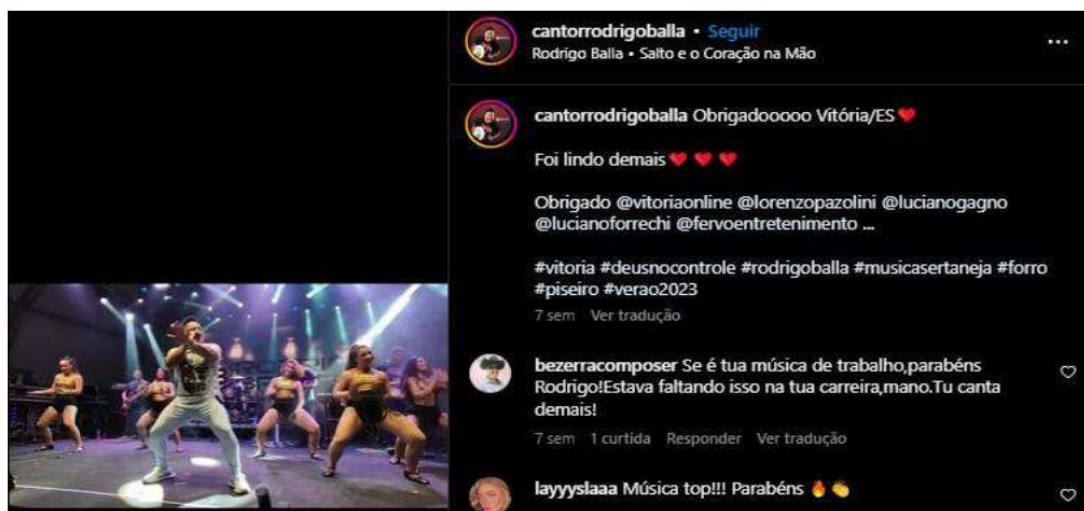 cantorrodrigoballa • Seguir
Rodrigo Balla • Salto e o Coração na Mão
cantorrodrigoballa Obrigadooooo Vitória/ES❤
Foi lindo demais❤ ❤ ❤
Obrigado @vitoriaonline @lorenzopazolini @lucianogagno
@lucianoforrechi @fervoentretenimento ...
#vitoria #deusnocontrole #rodrigoballa #musicasertaneja #forro
#piseiro #verao2023
7 sem Ver tradução
bezerracomposer Se é tua música de trabalho,parabéns
Rodrigo!Estava faltando isso na tua carreira,mano.Tu canta
demais!
7 sem 1 curtida Responder Ver tradução
layyyslaaa Música top!!! Parabéns 🔥👏